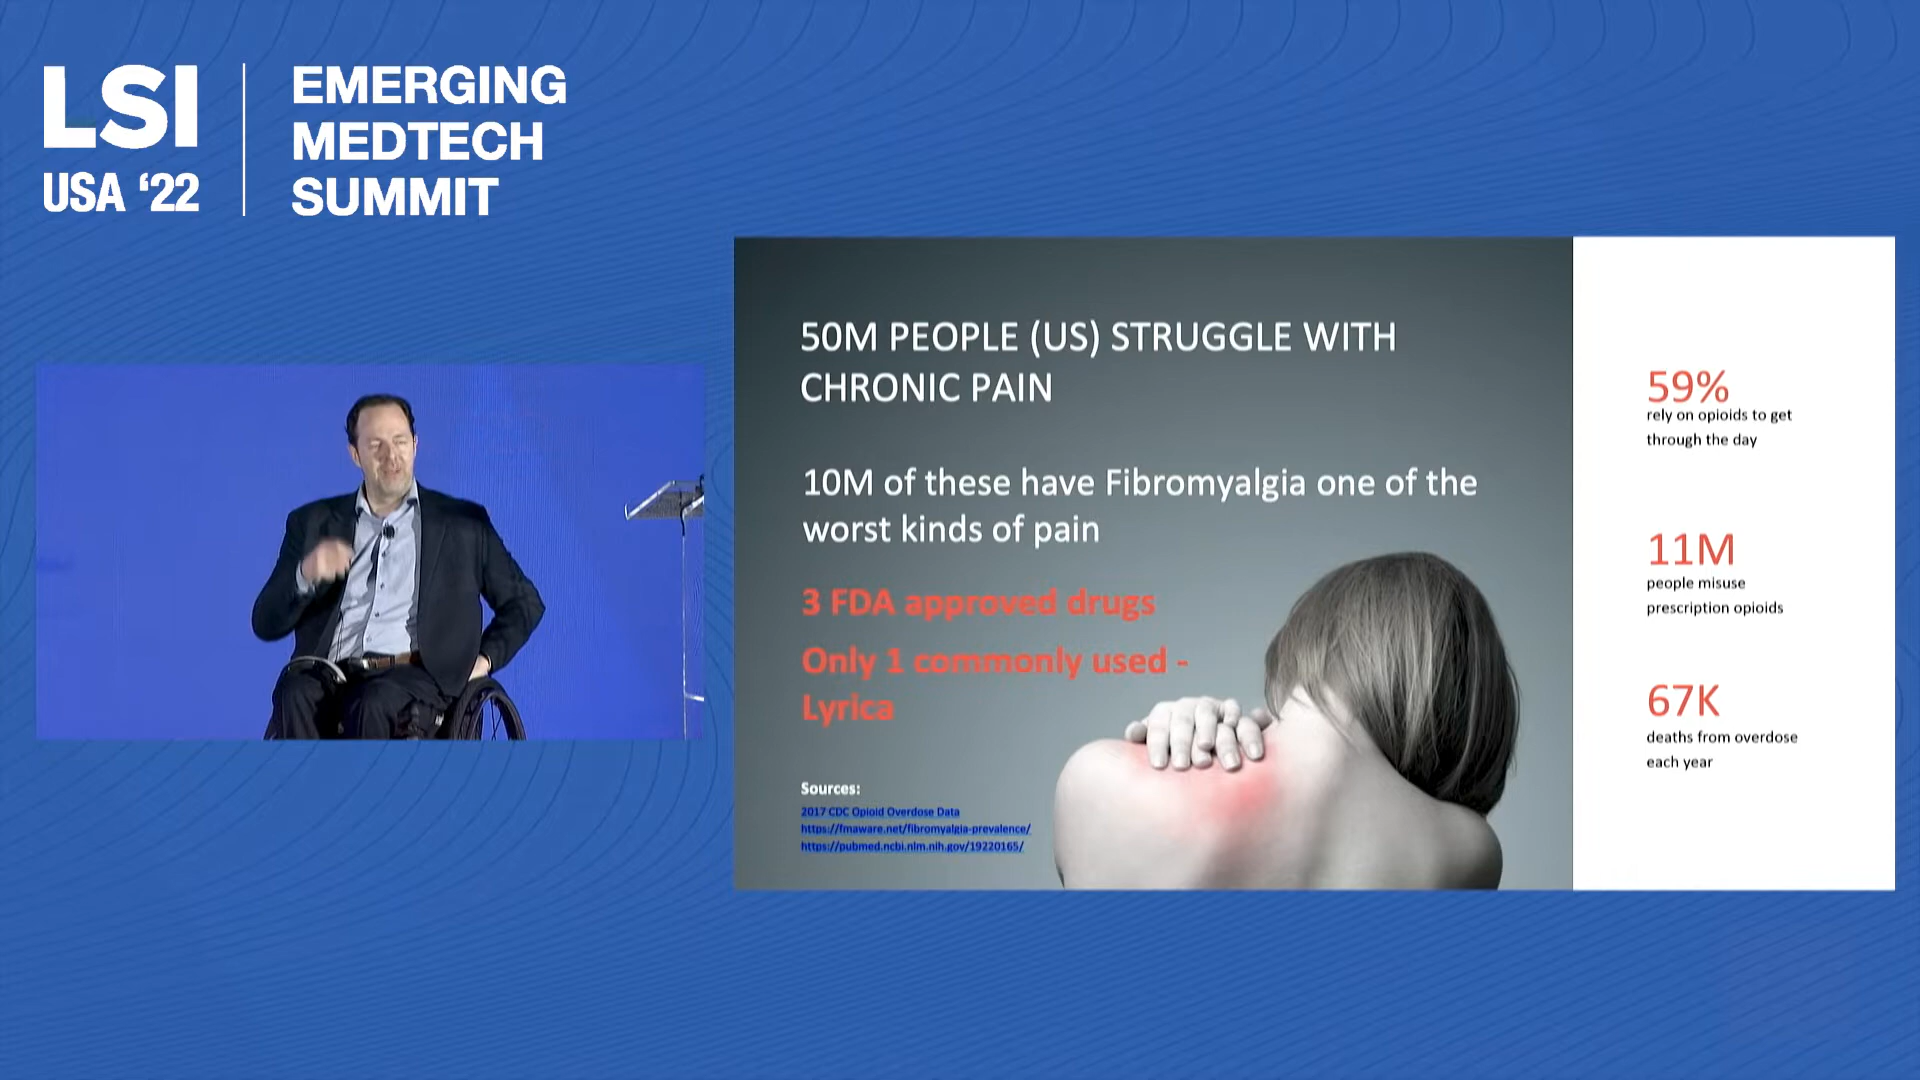 LSI
USA ‘22
EMERGING
MEDTECH
SUMMIT
50M PEOPLE (US) STRUGGLE WITH
CHRONIC PAIN
10M of these have Fibromyalgia one of the
worst kinds of pain
3 FDA approved drugs
Only 1 commonly used -
Lyrica
Sources:
2017 CDC Opioid Overdose Data
https://fmaware.net/fibromyalgia-prevalence/
https://pubmed.ncbi.nlm.nih.gov/19220165/
59%
rely on opioids to get
through the day
11M
people misuse
prescription opioids
67K
deaths from overdose
each year